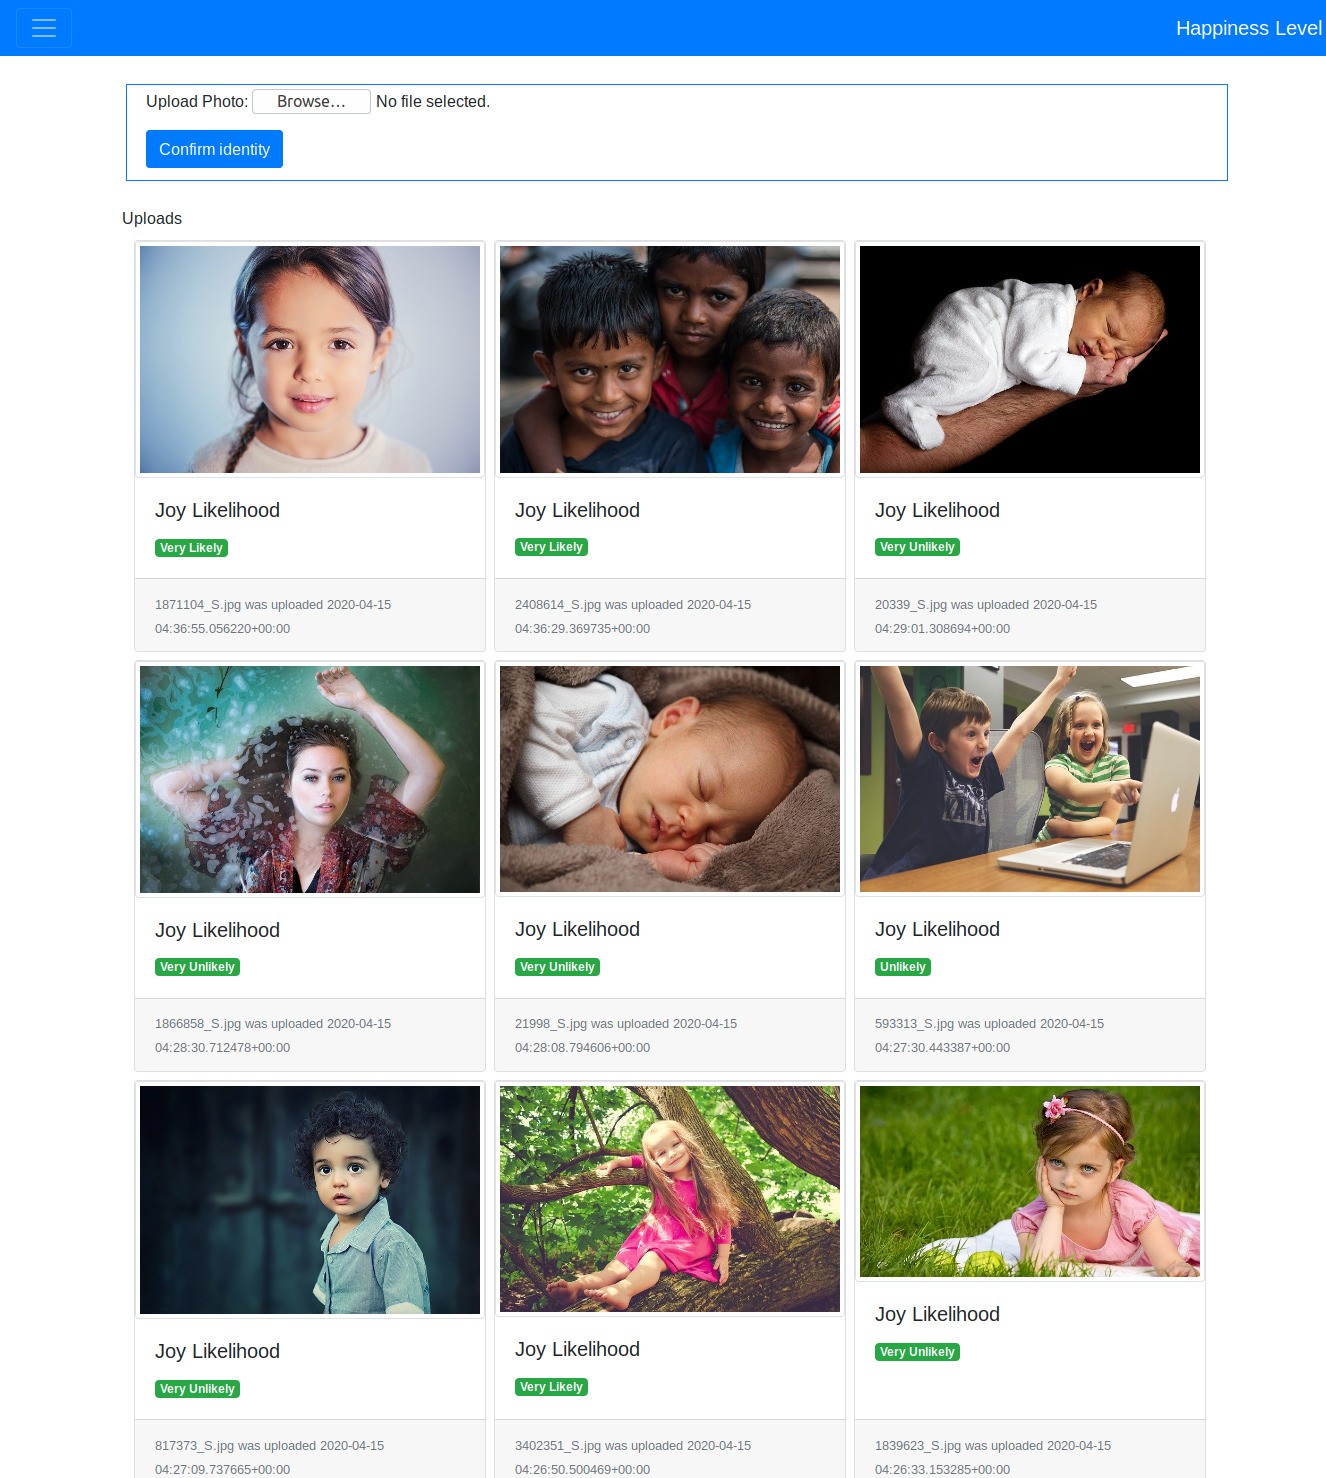 Happiness Level
Upload Photo: Browse... No file selected.
Confirm identity
Uploads
Joy Likelihood
Very Likely
1871104_S.jpg was uploaded 2020-04-15
04:36:55.056220+00:00
Joy Likelihood
Very Likely
2408614_S.jpg was uploaded 2020-04-15
04:36:29.369735+00:00
Joy Likelihood
Very Unlikely
20339_S.jpg was uploaded 2020-04-15
04:29:01.308694+00:00
Joy Likelihood
Very Unlikely
1866858_S.jpg was uploaded 2020-04-15
04:28:30.712478+00:00
Joy Likelihood
Very Unlikely
21998_S.jpg was uploaded 2020-04-15
04:28:08.794606+00:00
Joy Likelihood
Unlikely
593313_S.jpg was uploaded 2020-04-15
04:27:30.443387+00:00
Joy Likelihood
Very Unlikely
817373_S.jpg was uploaded 2020-04-15
04:27:09.737665+00:00
Joy Likelihood
Very Likely
3402351_S.jpg was uploaded 2020-04-15
04:26:50.500469+00:00
Joy Likelihood
Very Unlikely
1839623_S.jpg was uploaded 2020-04-15
04:26:33.153285+00:00